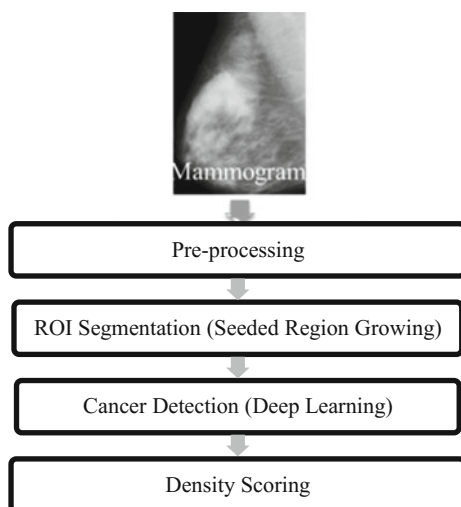 Mammogram
Pre-processing
ROI Segmentation (Seeded Region Growing)
Cancer Detection (Deep Learning)
Density Scoring